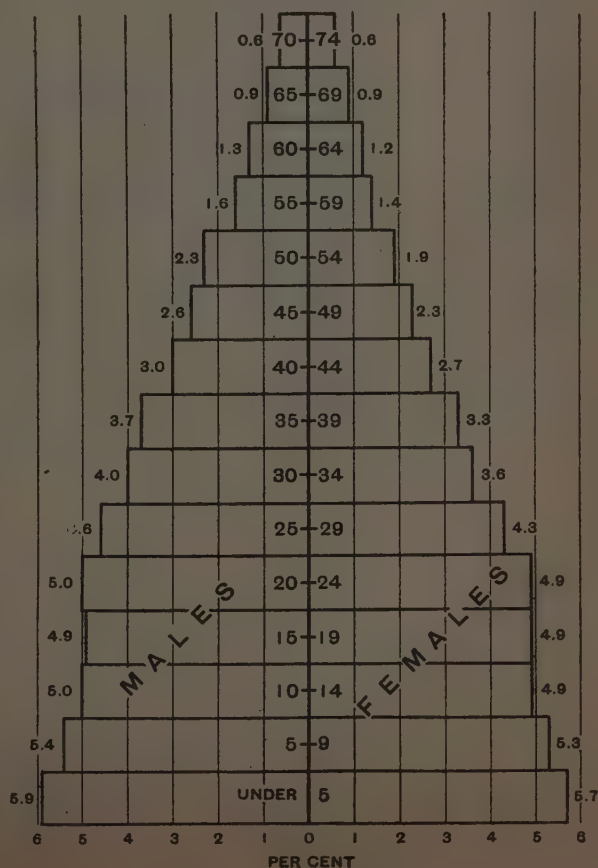 0.6 70-74 0.6
0.9 65-69 0.9
1.3 60-64 1.2
1.6 55-59 1.4
2.3 50-54 1.9
2.6 45-49 2.3
3.0 40-44 2.7
3.7 35-39 3.3
4.0 30-34 3.6
.6 25-29 4.3
5.0 20-24 4.9
4.9 15-19 4.9
5.0 10-14 4.9
MALES
FEMALES
5.4 5-9 5.3
5.9 UNDER 5 5.7
6 5 4 3 2 1 0 1 2 3 4 5 6
PER CENT